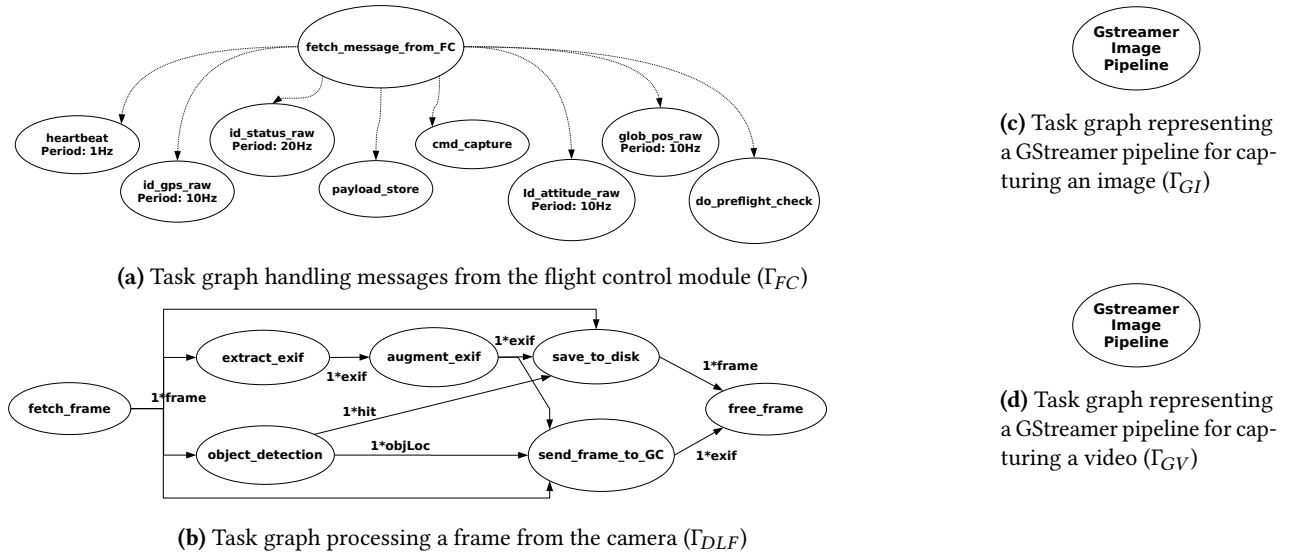 fetch_message_from_FC
heartbeat
Period: 1Hz
id_gps_raw
Period: 10Hz
id_status_raw
Period: 20Hz
payload_store
cmd_capture
Id_attitude_raw
Period: 10Hz
glob_pos_raw
Period: 10Hz
do_preflight_check
(a) Task graph handling messages from the flight control module (Γ_FC)
fetch_frame
1*frame
extract_exif
1*exif
augment_exif
1*exif
save_to_disk
1*frame
free_frame
1*hit
object_detection
1*objLoc
send_frame_to_GC
1*exif
(b) Task graph processing a frame from the camera (Γ_DLF)
Gstreamer
Image
Pipeline
(c) Task graph representing
a GStreamer pipeline for cap-
turing an image (Γ_GI)
Gstreamer
Image
Pipeline
(d) Task graph representing
a GStreamer pipeline for cap-
turing a video (Γ_GV)